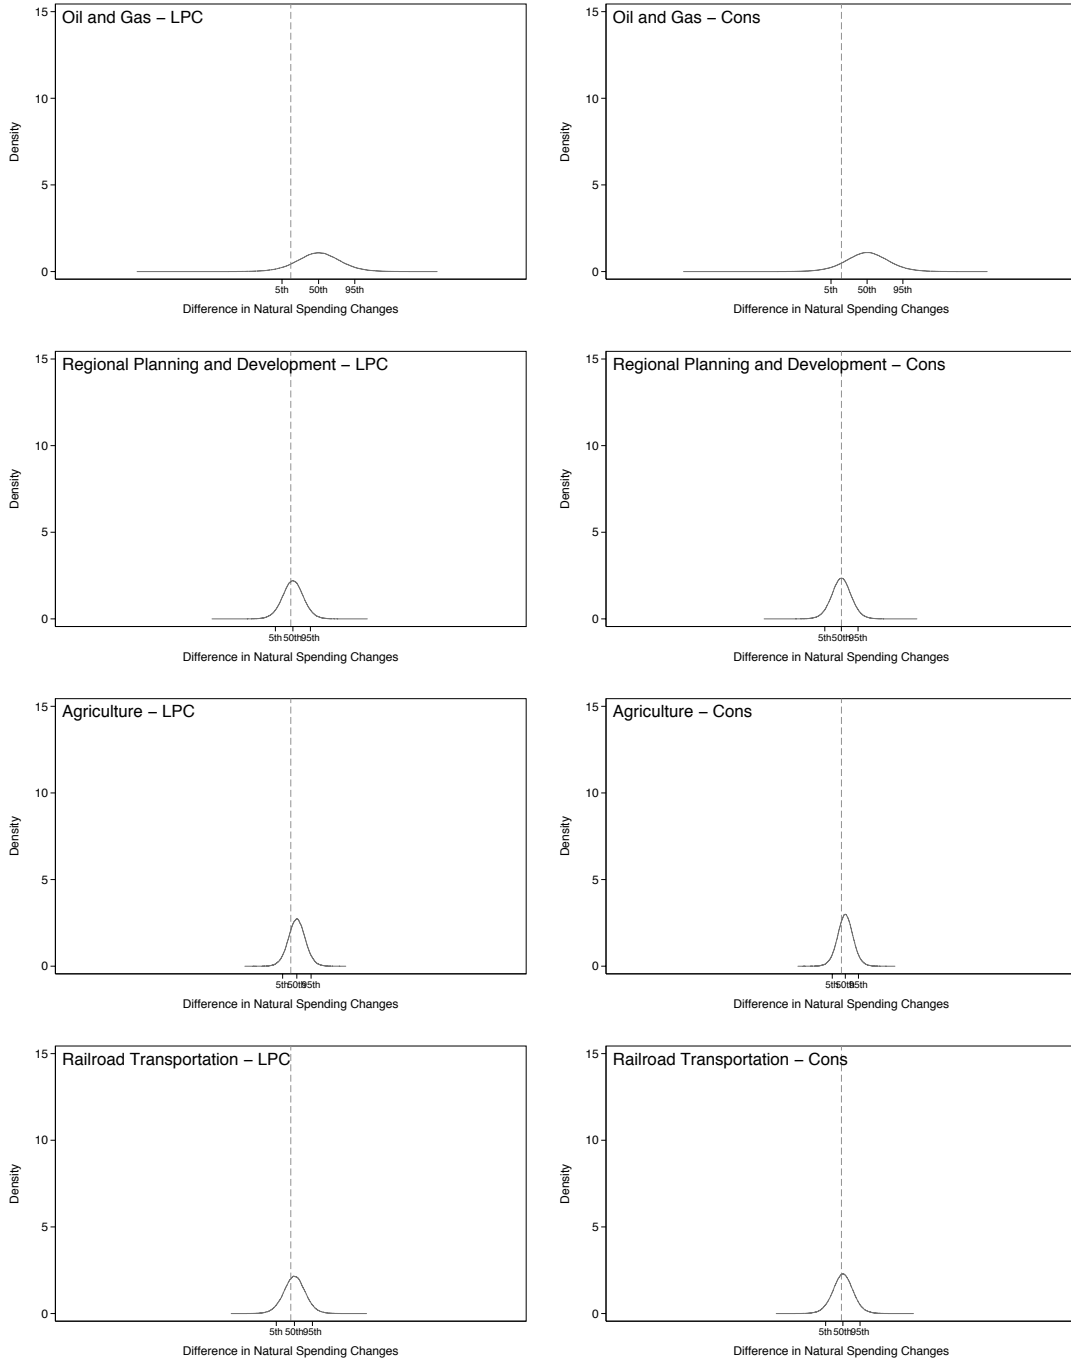 Oil and Gas – LPC
15
10
5
0
Density
5th 50th 95th
Difference in Natural Spending Changes
Oil and Gas – Cons
15
10
5
0
Density
5th 50th 95th
Difference in Natural Spending Changes
Regional Planning and Development – LPC
15
10
5
0
Density
5th 50th 95th
Difference in Natural Spending Changes
Regional Planning and Development – Cons
15
10
5
0
Density
5th 50th 95th
Difference in Natural Spending Changes
Agriculture – LPC
15
10
5
0
Density
5th 50th 95th
Difference in Natural Spending Changes
Agriculture – Cons
15
10
5
0
Density
5th 50th 95th
Difference in Natural Spending Changes
Railroad Transportation – LPC
15
10
5
0
Density
5th 50th 95th
Difference in Natural Spending Changes
Railroad Transportation – Cons
15
10
5
0
Density
5th 50th 95th
Difference in Natural Spending Changes